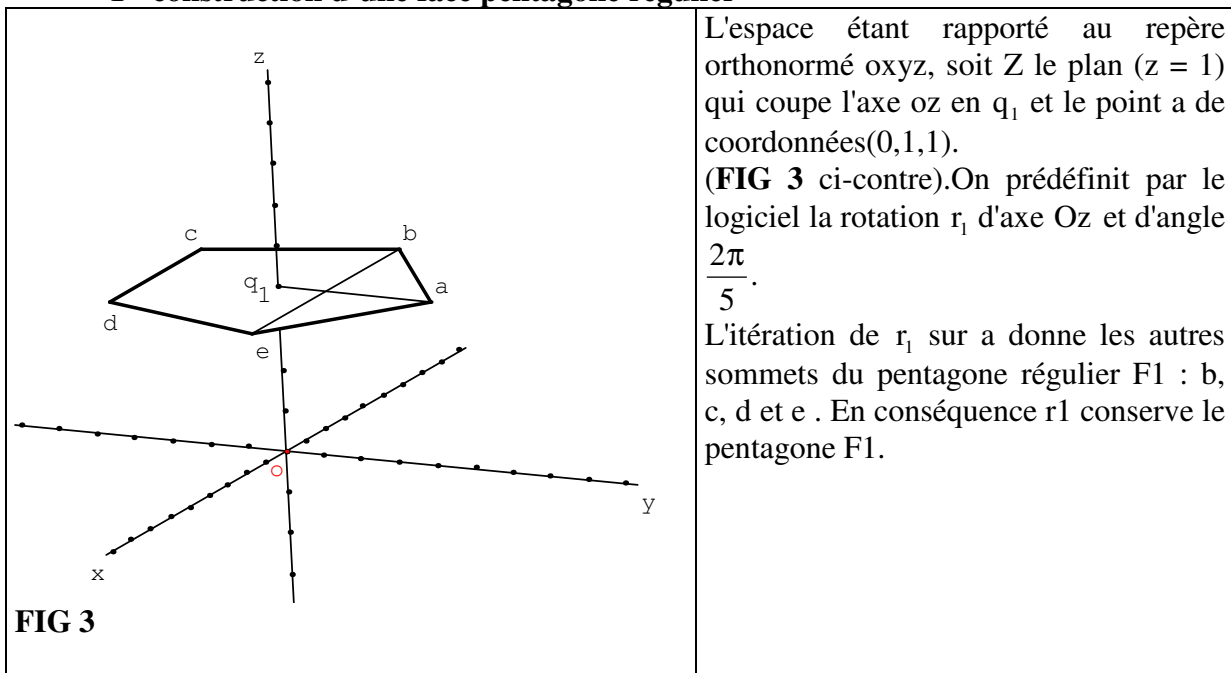 1 - construction d'une face pentagone régulier
z
c
b
q1
a
d
e
O
y
x
FIG 3
L'espace étant rapporté au repère
orthonormé oxyz, soit Z le plan (z = 1)
qui coupe l'axe oz en q1 et le point a de
coordonnées(0,1,1).
(FIG 3 ci-contre).On prédéfinit par le
logiciel la rotation r1 d'axe Oz et d'angle
2π
5 .
L'itération de r1 sur a donne les autres
sommets du pentagone régulier F1 : b,
c, d et e . En conséquence r1 conserve le
pentagone F1.